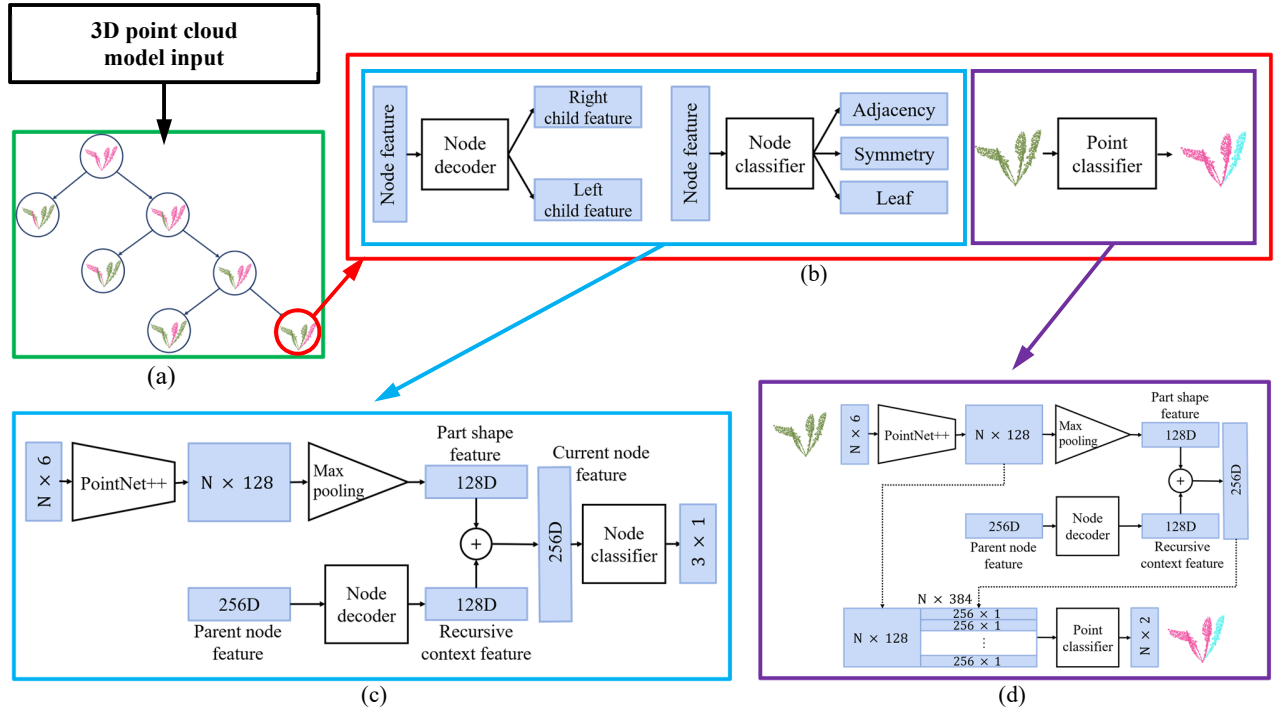 3D point cloud
model input
(a)
Node feature
Node
decoder
Right
child feature
Left
child feature
Node feature
Node
classifier
Adjacency
Symmetry
Leaf
Point
classifier
(b)
N × 6
PointNet++
N × 128
Max
pooling
Part shape
feature
128D
Current node
feature
256D
Node
classifier
3 × 1
+
256D
Parent node
feature
Node
decoder
128D
Recursive
context feature
(c)
N × 6
PointNet++
N × 128
Max
pooling
Part shape
feature
128D
256D
+
256D
Parent node
feature
Node
decoder
128D
Recursive
context feature
N × 384
N × 128
256 × 1
256 × 1
⋮
256 × 1
Point
classifier
N × 2
(d)